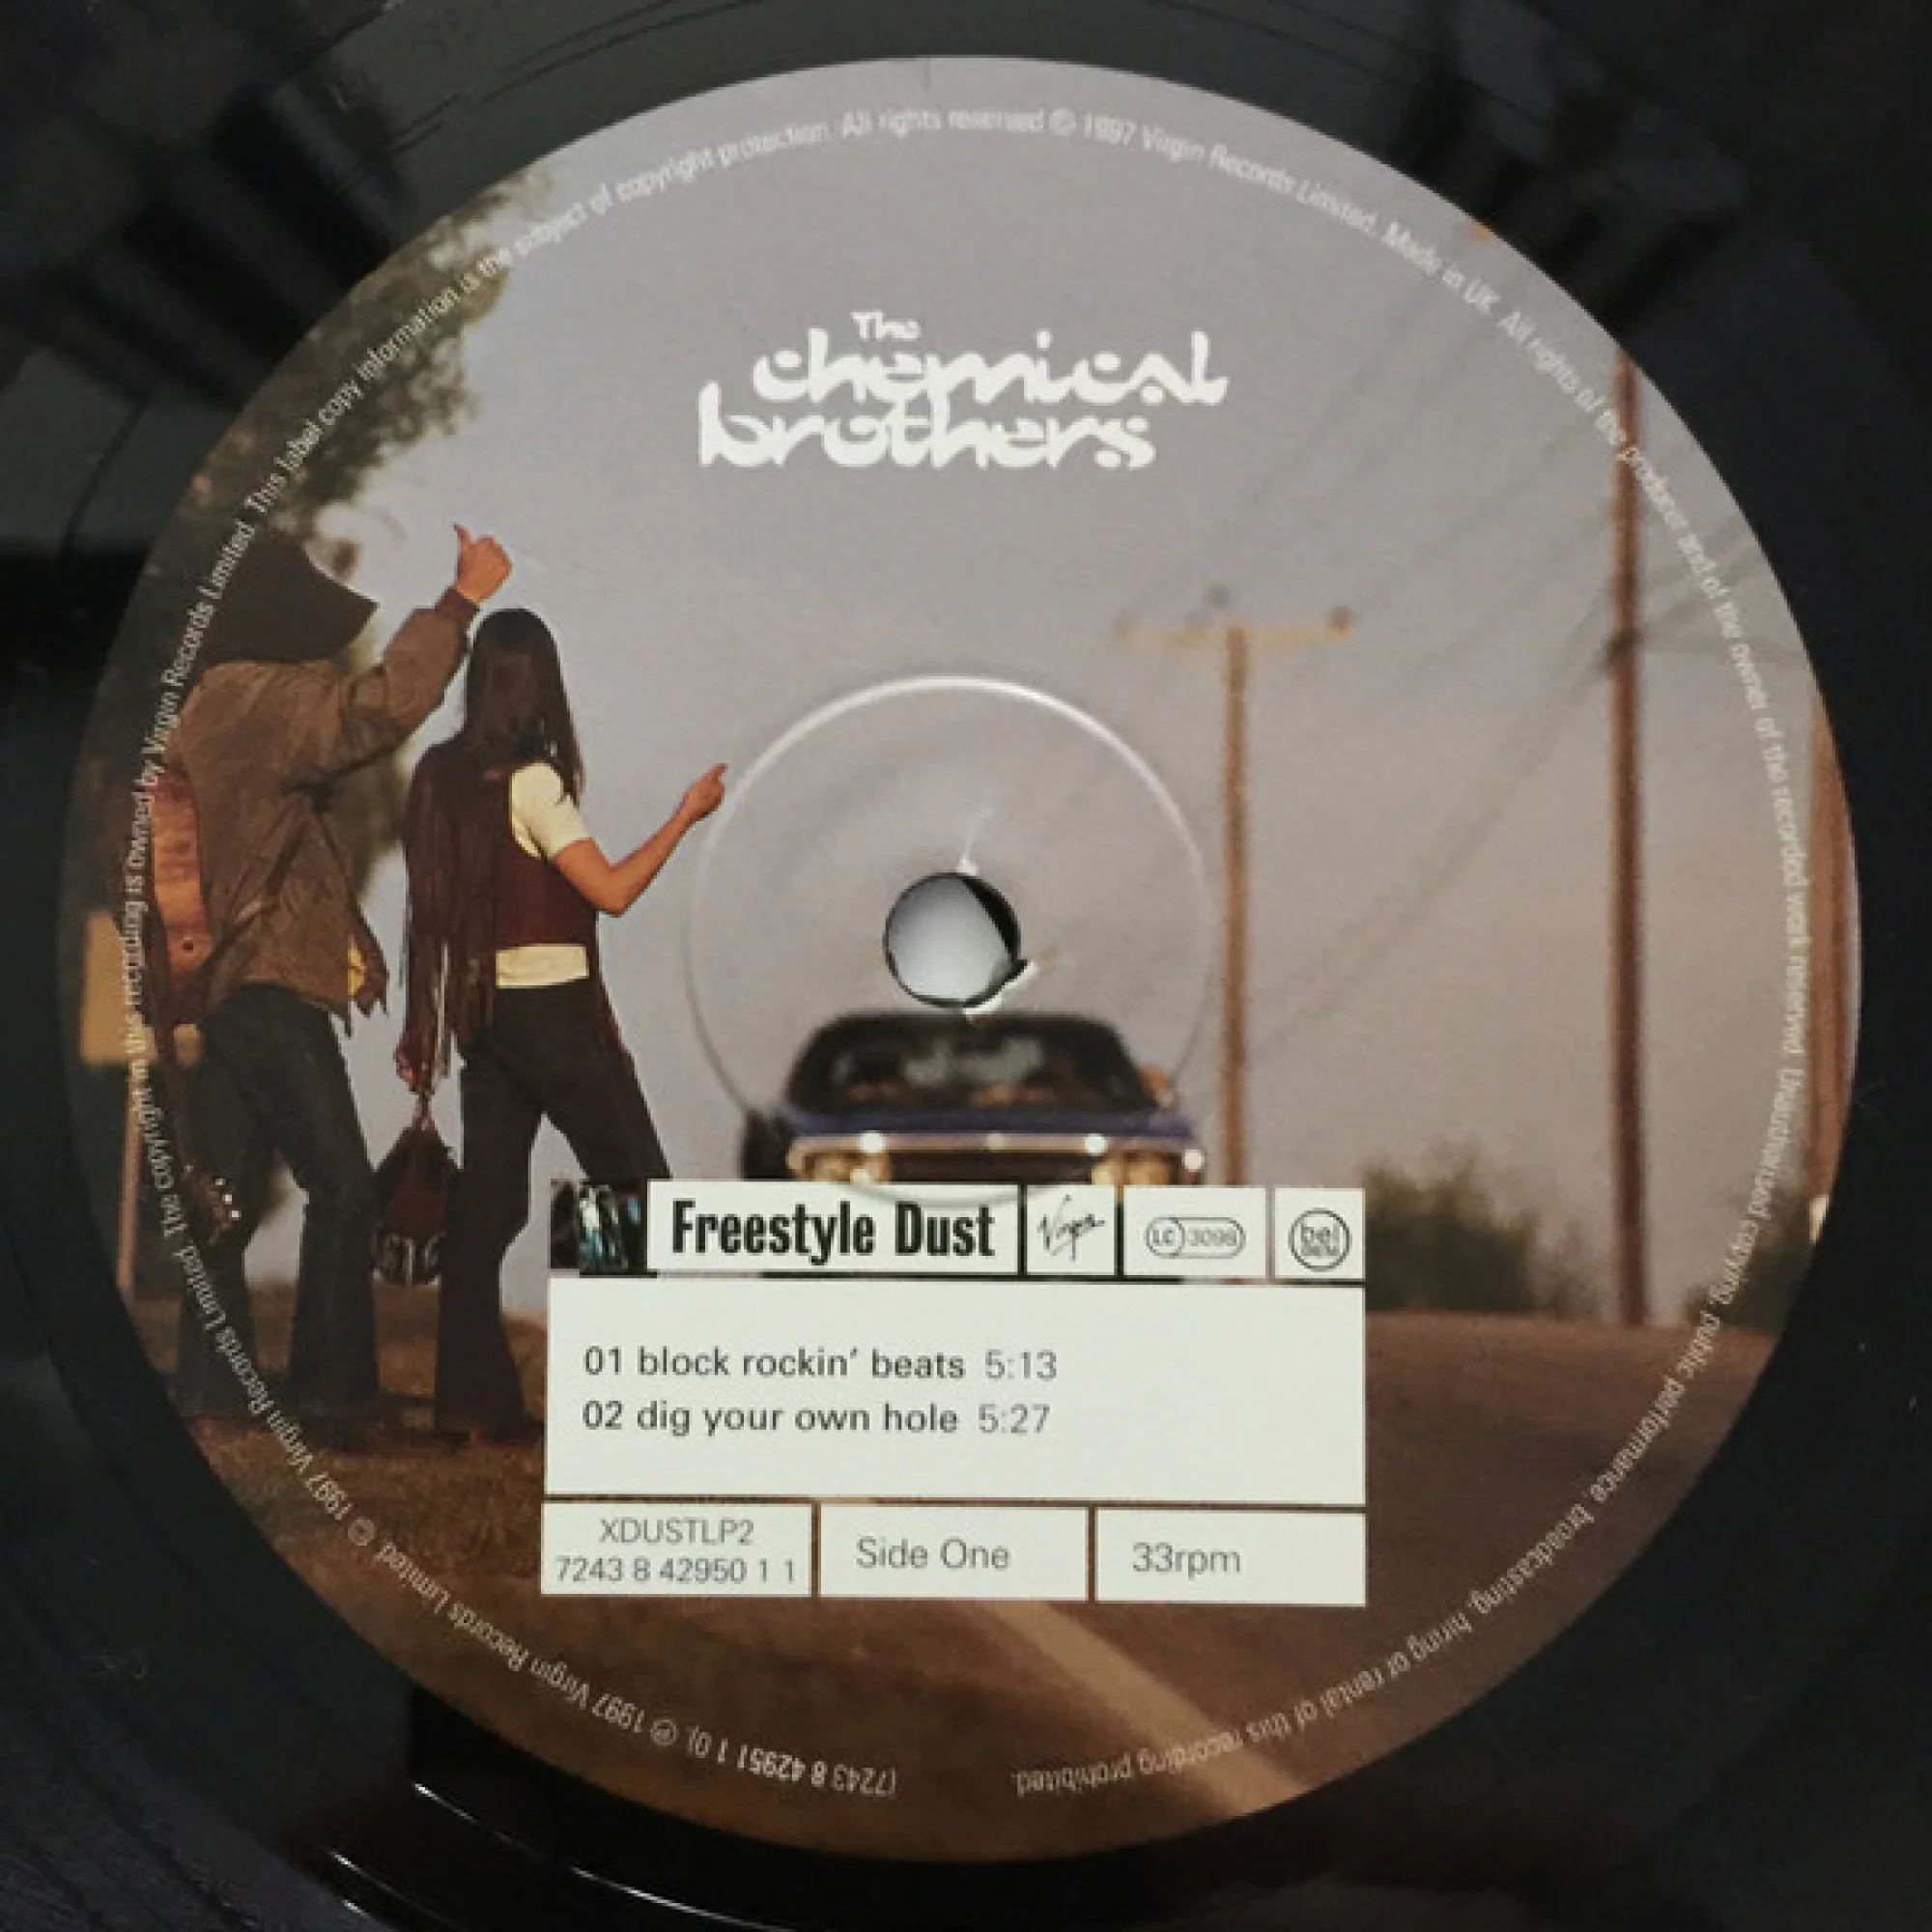 The
chemical
brothers
Freestyle Dust
Virgin
LC 3098
bel
BIEM
01 block rockin' beats 5:13
02 dig your own hole 5:27
XDUSTLP2
7243 8 42950 1 1
Side One
33rpm
(7243 8 42951 1 0). ℗ 1997 Virgin Records Limited. ℗ 1997 Virgin Records Limited. The copyright in this recording is owned by Virgin Records Limited. This label copy information is the subject of copyright protection. All rights reserved © 1997 Virgin Records Limited. Made in UK. All rights of the producer and of the owner of the recorded work reserved. Unauthorised copying, public performance, broadcasting, hiring or rental of this recording prohibited.